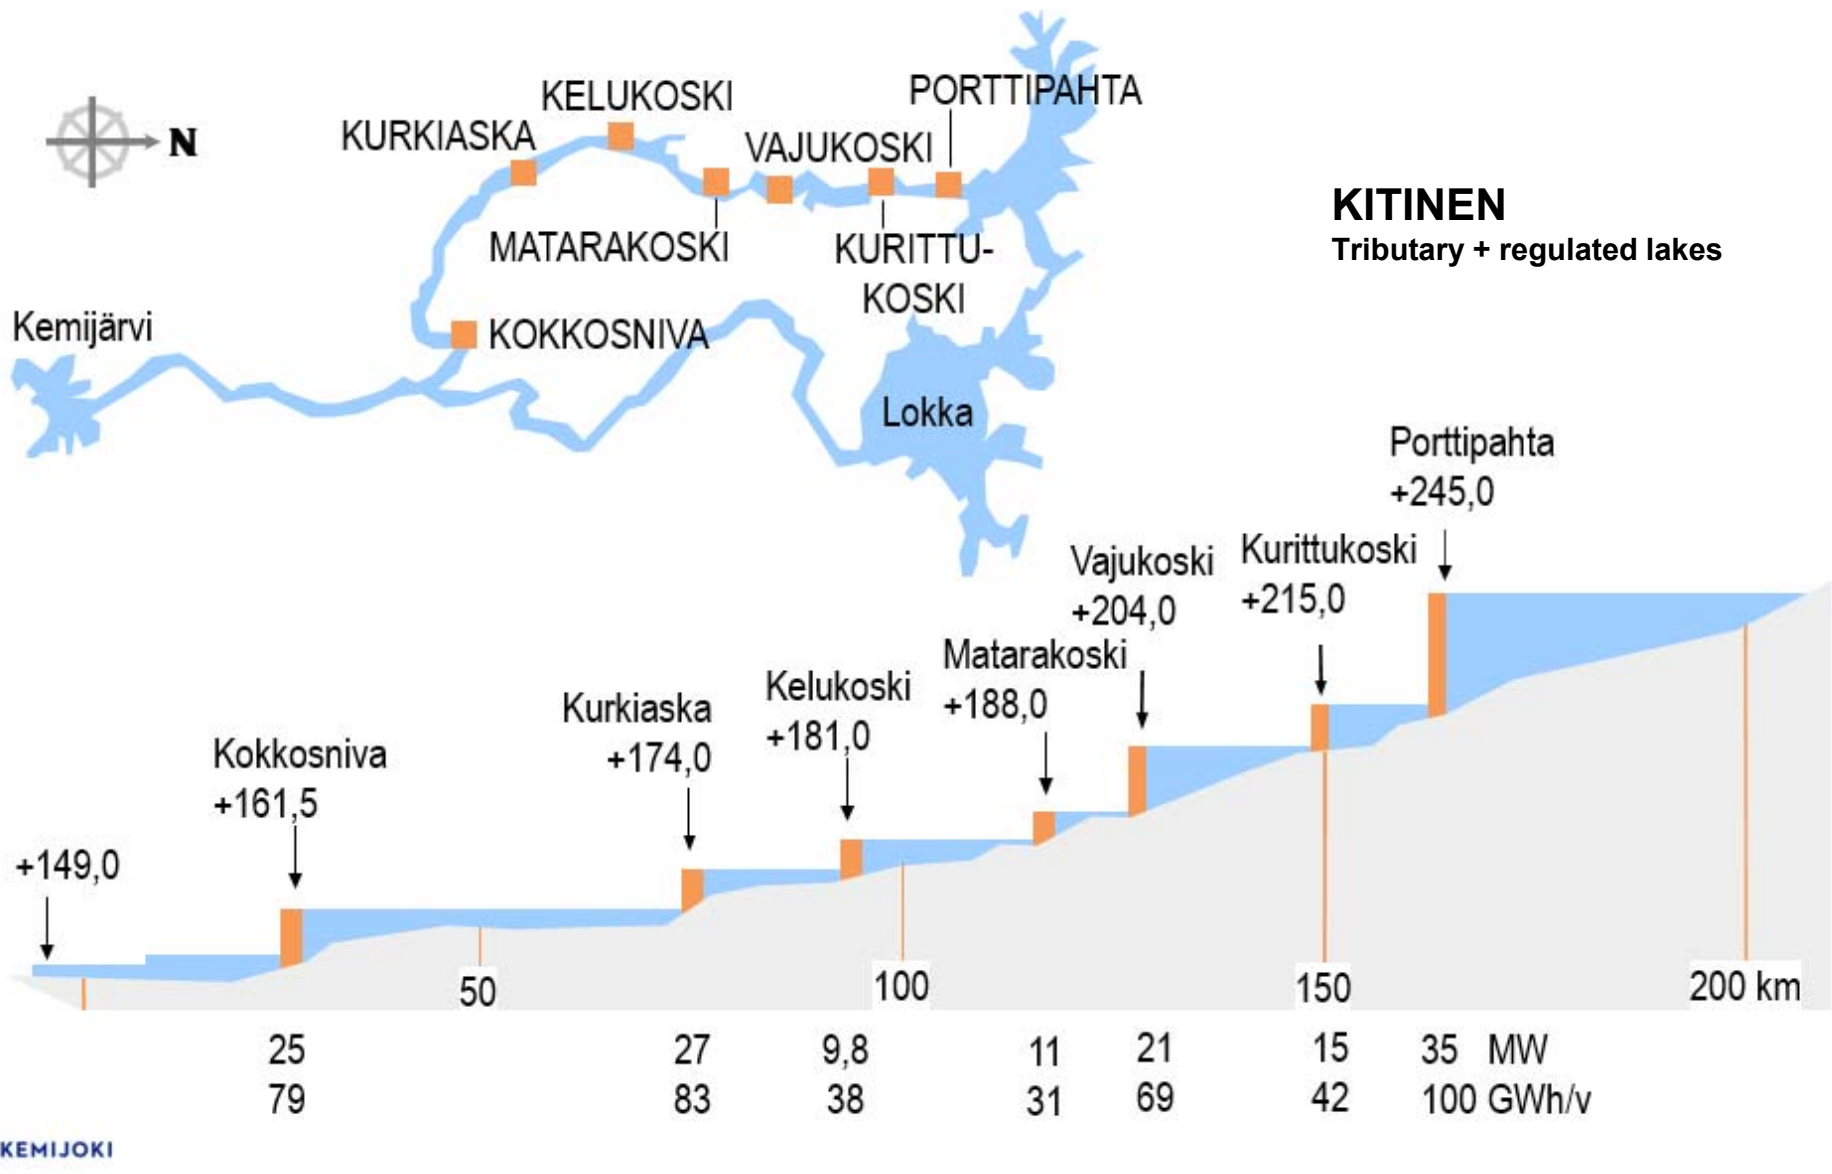 N
KELUKOSKI
PORTTIPAHTA
KURKIASKA
VAJUKOSKI
MATARAKOSKI
KURITTU-
KOSKI
KITINEN
Tributary + regulated lakes
Kemijärvi
KOKKOSNIVA
Lokka
Porttipahta
+245,0
Kurittukoski
+215,0
Vajukoski
+204,0
Matarakoski
+188,0
Kelukoski
+181,0
Kurkiaska
+174,0
Kokkosniva
+161,5
+149,0
50 100 150 200 km
25 27 9,8 11 21 15 35 MW
79 83 38 31 69 42 100 GWh/v
KEMIJOKI